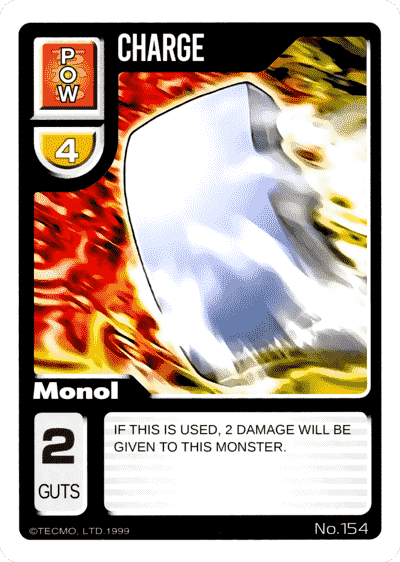 CHARGE
POW
4
Monol
2
GUTS
IF THIS IS USED, 2 DAMAGE WILL BE
GIVEN TO THIS MONSTER.
©TECMO, LTD.1999
No.154